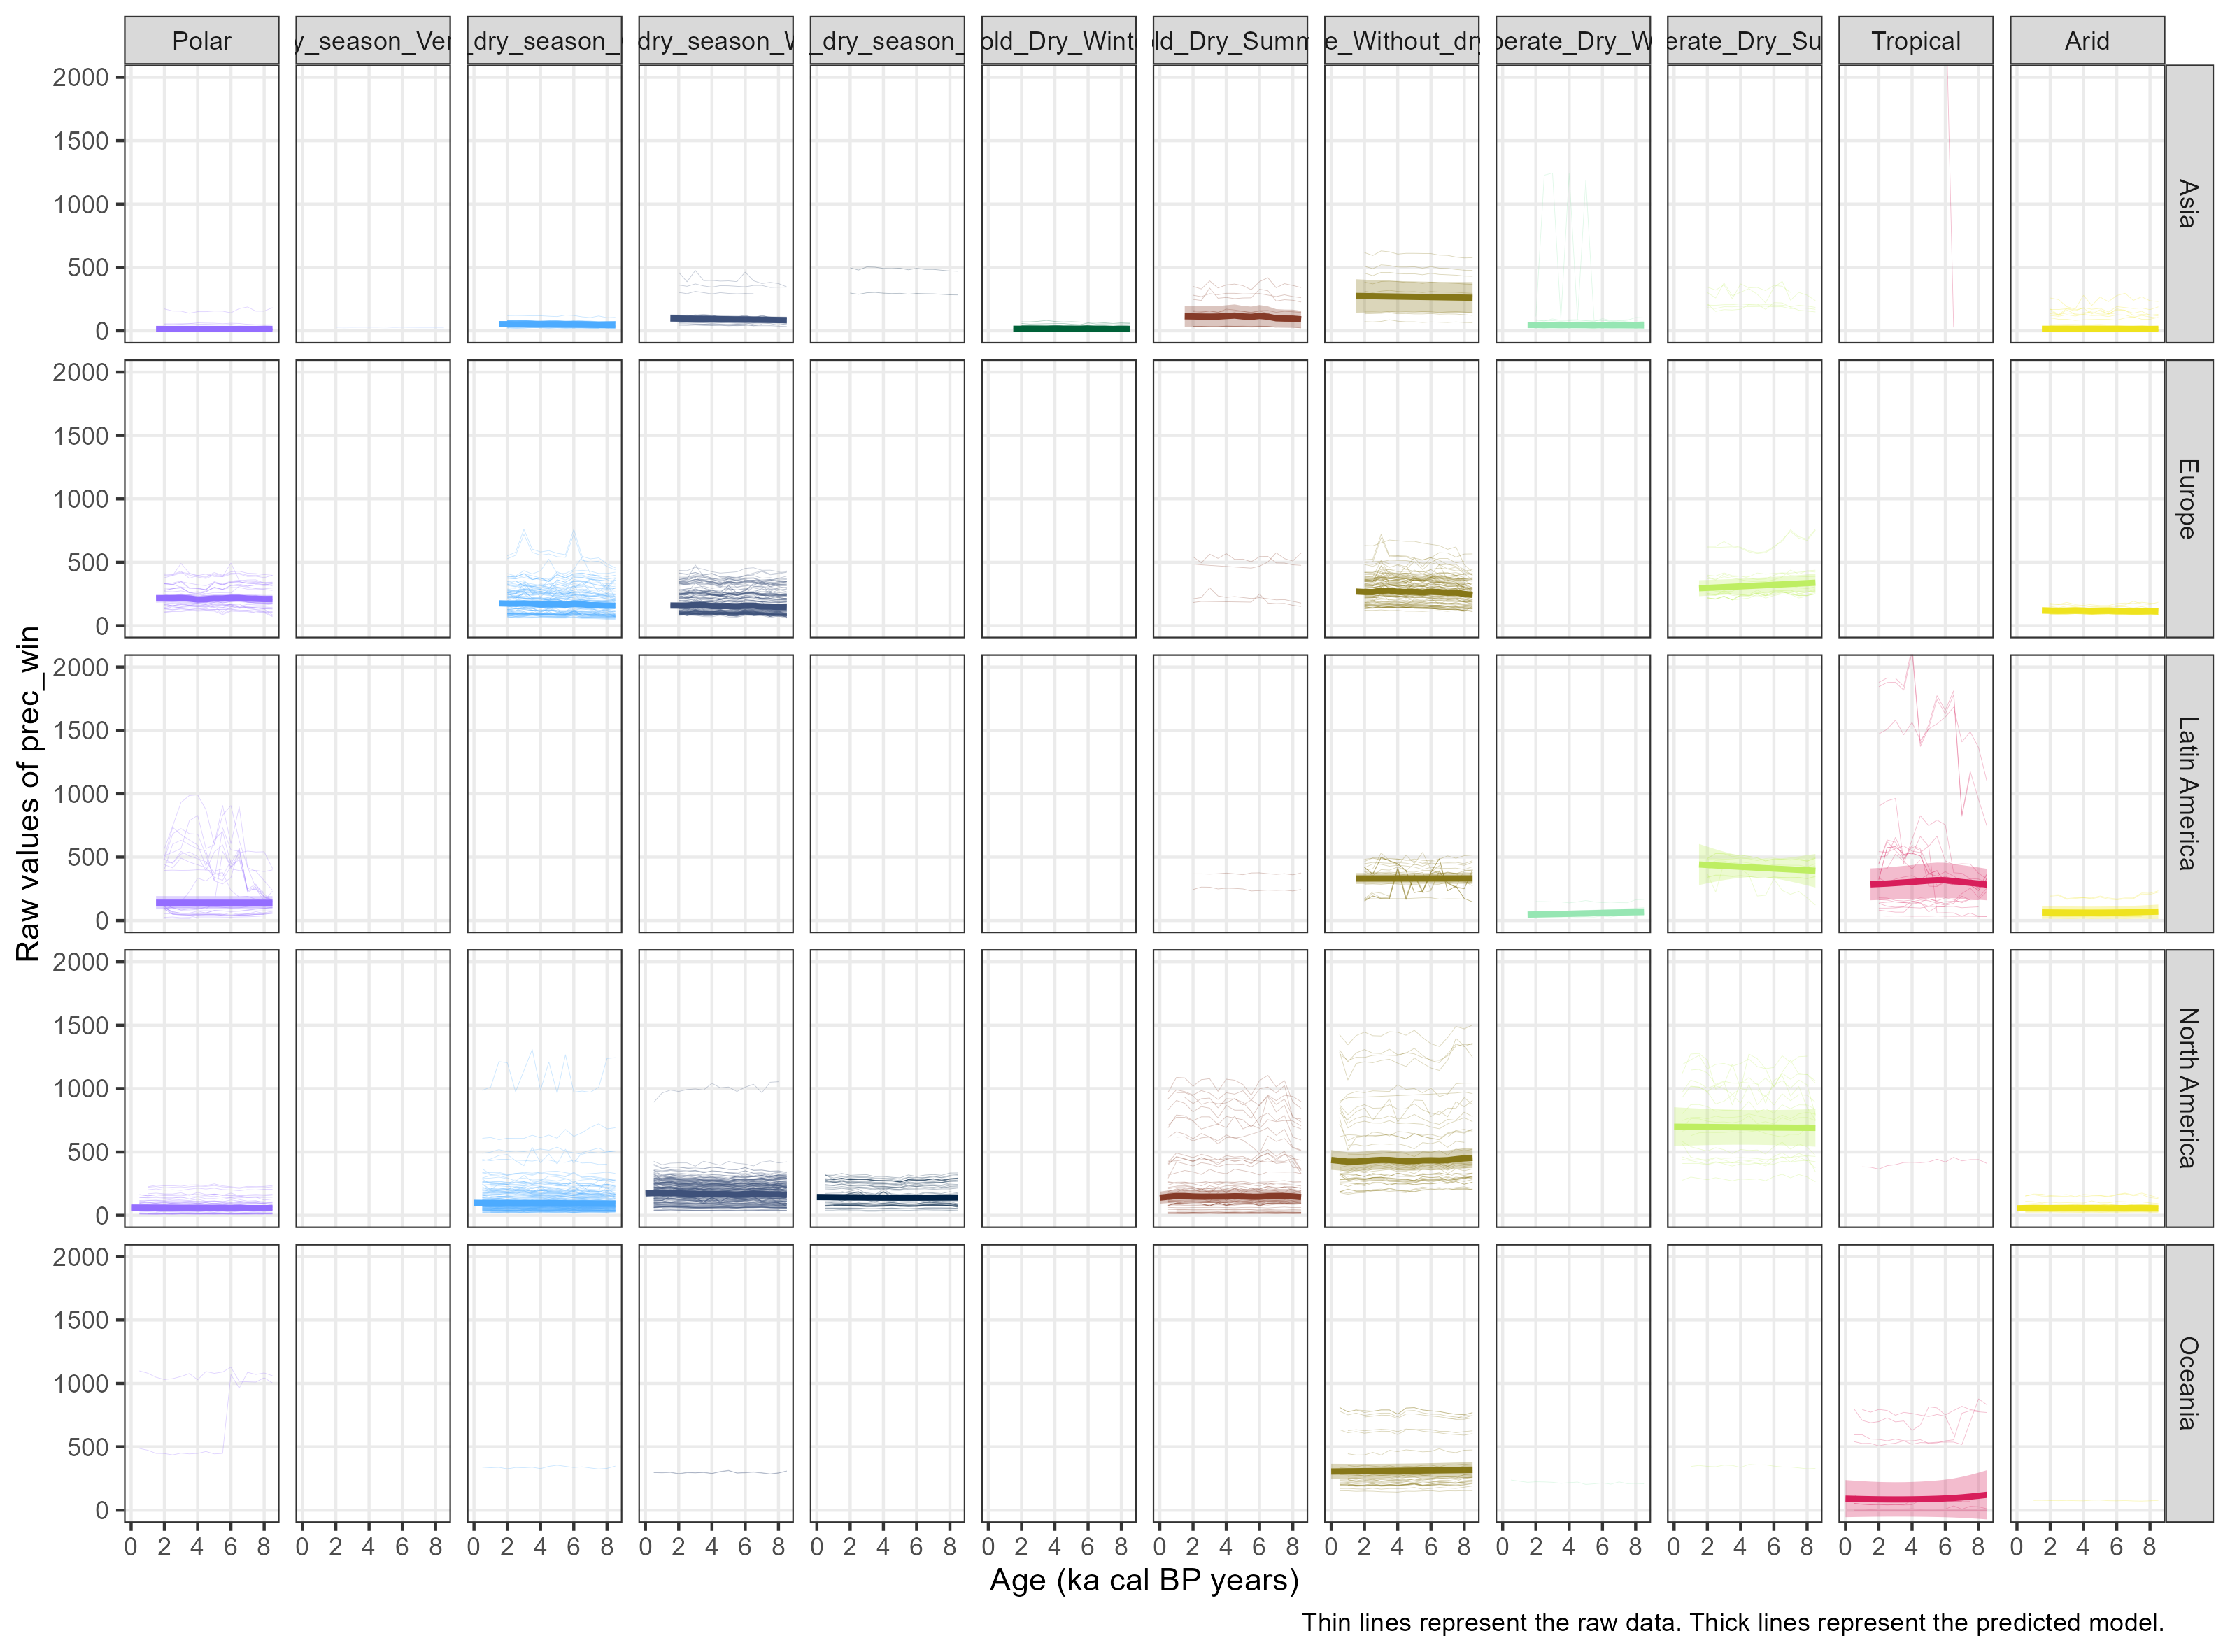 Polar y_season_Ver _dry_season_ dry_season_W _dry_season_ old_Dry_Wint ld_Dry_Summ e_Without_dry perate_Dry_W erate_Dry_Su Tropical Arid
2000
1500
1000
500
0
Asia
2000
1500
1000
500
0
Europe
2000
1500
1000
500
0
Latin America
2000
1500
1000
500
0
North America
2000
1500
1000
500
0
Oceania
Raw values of prec_win
0 2 4 6 8 0 2 4 6 8 0 2 4 6 8 0 2 4 6 8 0 2 4 6 8 0 2 4 6 8 0 2 4 6 8 0 2 4 6 8 0 2 4 6 8 0 2 4 6 8 0 2 4 6 8 0 2 4 6 8
Age (ka cal BP years)
Thin lines represent the raw data. Thick lines represent the predicted model.